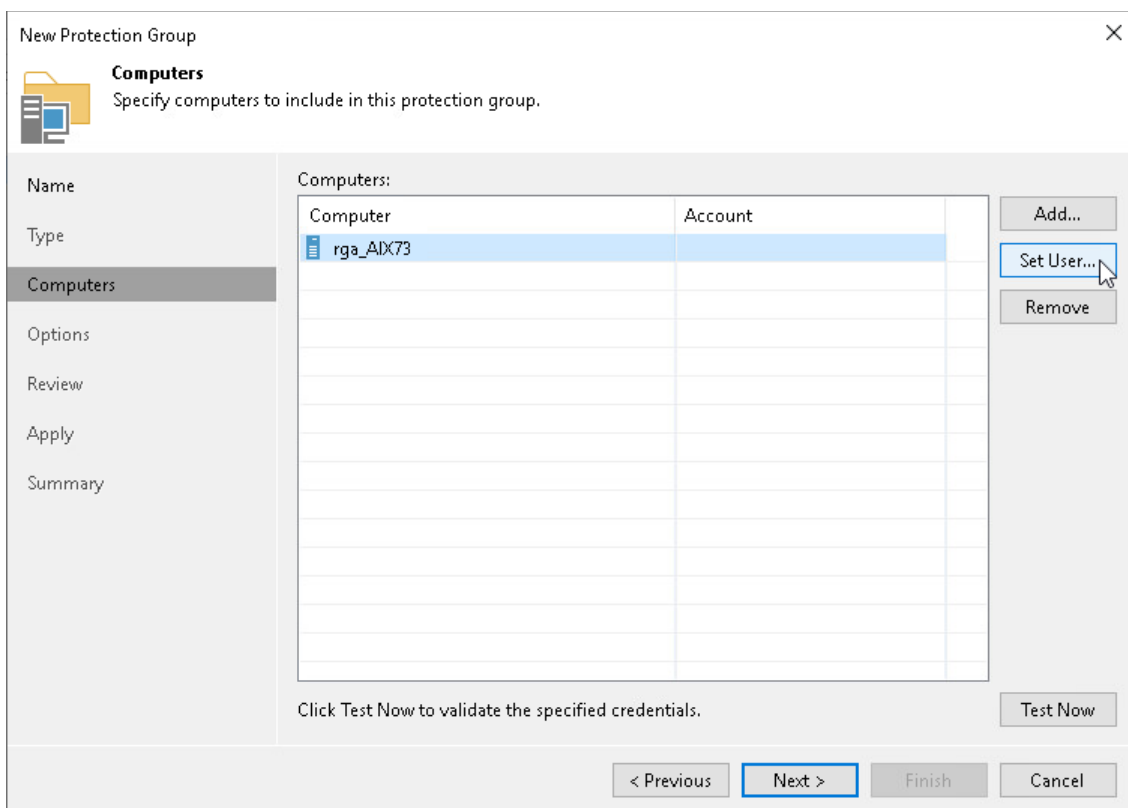 New Protection Group
Computers
Specify computers to include in this protection group.
Name
Type
Computers
Options
Review
Apply
Summary
Computers:
Computer Account
rga_AIX73
Add...
Set User...
Remove
Click Test Now to validate the specified credentials.
Test Now
< Previous Next > Finish Cancel